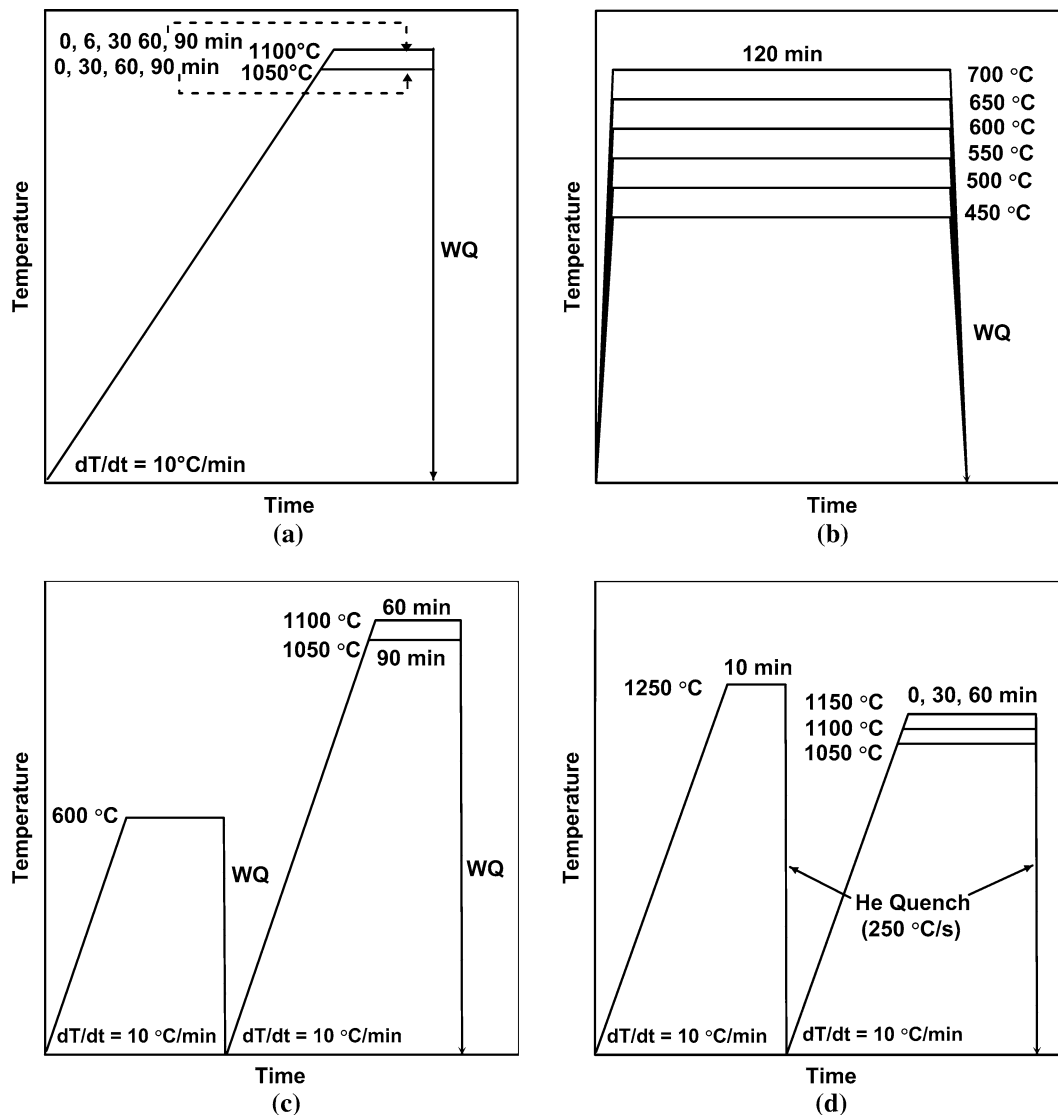 0, 6, 30 60, 90 min
1100°C
0, 30, 60, 90 min
1050°C
WQ
dT/dt = 10°C/min
Temperature
Time
(a)
120 min
700 °C
650 °C
600 °C
550 °C
500 °C
450 °C
WQ
Temperature
Time
(b)
60 min
1100 °C
1050 °C
90 min
600 °C
WQ
WQ
dT/dt = 10 °C/min
dT/dt = 10 °C/min
Temperature
Time
(c)
10 min
1250 °C
0, 30, 60 min
1150 °C
1100 °C
1050 °C
He Quench
(250 °C/s)
dT/dt = 10 °C/min
dT/dt = 10 °C/min
Temperature
Time
(d)